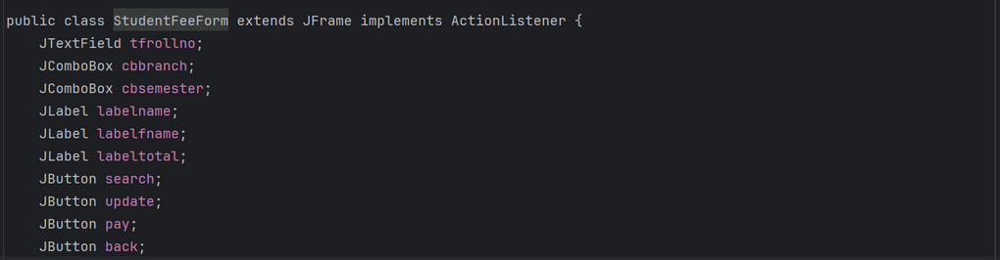 public class StudentFeeForm extends JFrame implements ActionListener {
    JTextField tfrollno;
    JComboBox cbbranch;
    JComboBox cbsemester;
    JLabel labelname;
    JLabel labelfname;
    JLabel labeltotal;
    JButton search;
    JButton update;
    JButton pay;
    JButton back;